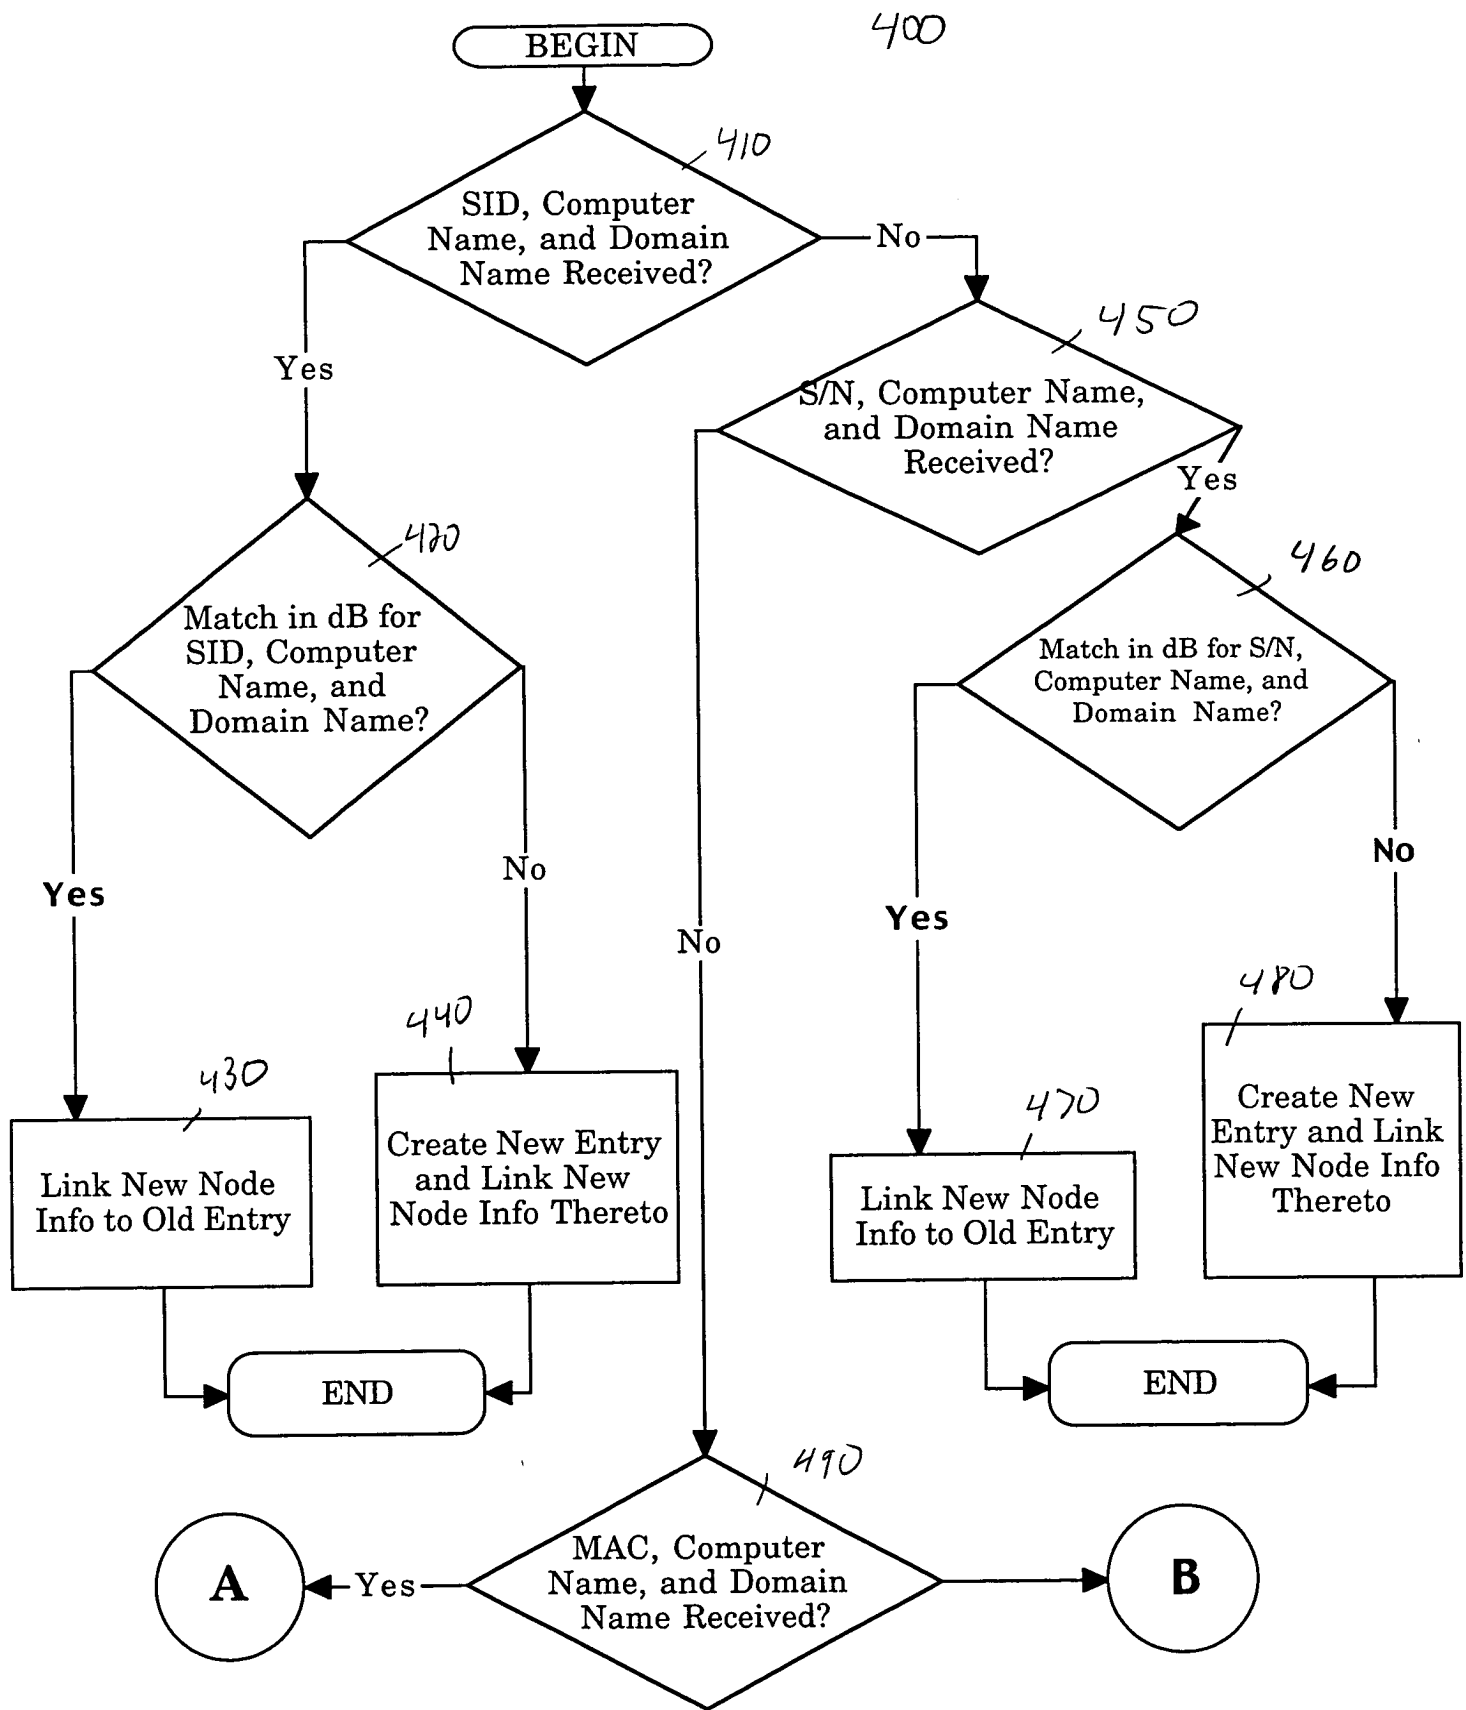 400
BEGIN
410
SID, Computer
Name, and Domain
Name Received?
No
Yes
450
S/N, Computer Name,
and Domain Name
Received?
Yes
No
420
Match in dB for
SID, Computer
Name, and
Domain Name?
Yes
No
460
Match in dB for S/N,
Computer Name, and
Domain Name?
Yes
No
430
Link New Node
Info to Old Entry
440
Create New Entry
and Link New
Node Info Thereto
470
Link New Node
Info to Old Entry
480
Create New
Entry and Link
New Node Info
Thereto
END
END
490
MAC, Computer
Name, and Domain
Name Received?
Yes
A
B